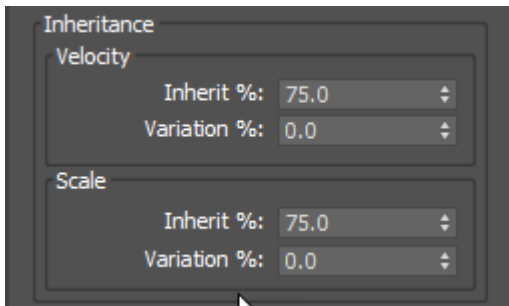 Inheritance
Velocity
Inherit %: 75.0
Variation %: 0.0
Scale
Inherit %: 75.0
Variation %: 0.0